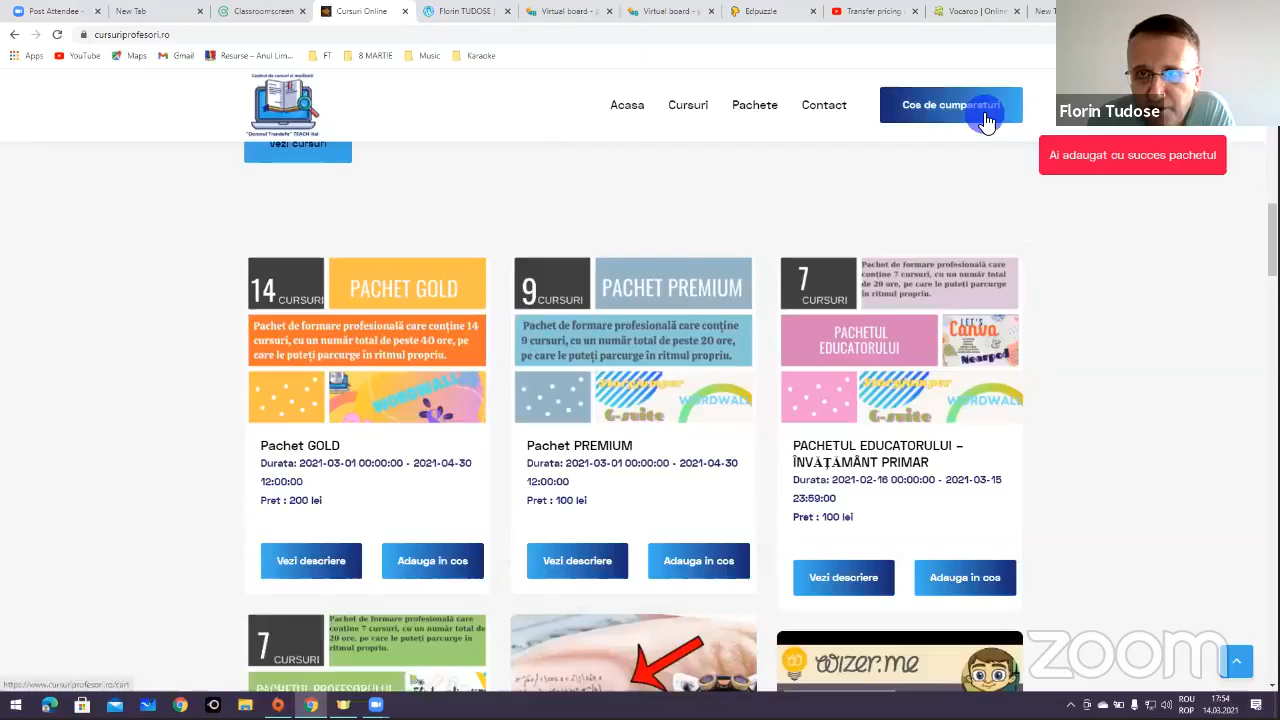 New Tab
Classroomscreen
Cursuri Online
Florin TUDOSE
Virtual board -
Virtual board -
Edpuzzle
Transfer pricing -
Vocaroo | Online
New T
cursuriprofesori.ro
Apps
YouTube
Maps
Gmail
Resurse – Anul Lim...
FT
8 MARTIE
Music
Karaoke
Centrul de cursuri și meditații
"Domnul Trandafir" TEACH-itat
Acasa
Cursuri
Pachete
Contact
Cos de cumparaturi
Florin Tudose
Ai adaugat cu succes pachetul
Vezi cursuri
14 CURSURI
PACHET GOLD
Pachet de formare profesională care conține 14
cursuri, cu un număr total de peste 40 ore, pe
care le puteți parcurge în ritmul propriu.
WORDWALL
Pachet GOLD
Durata: 2021-03-01 00:00:00 - 2021-04-30
12:00:00
Pret : 200 lei
Vezi descriere
Adauga in cos
9 CURSURI
PACHET PREMIUM
Pachet de formare profesională care conține
9 cursuri, cu un număr total de peste 20 ore,
pe care le puteți parcurge în ritmul propriu.
G-suite
WORDWALL
Pachet PREMIUM
Durata: 2021-03-01 00:00:00 - 2021-04-30
12:00:00
Pret : 100 lei
Vezi descriere
Adauga in cos
7
CURSURI
Pachet de formare profesională care
conține 7 cursuri, cu un număr total
de 20 ore, pe care le puteți parcurge
în ritmul propriu.
PACHETUL
EDUCATORULUI
LET'S
Canva
Nearpod
G-suite
WORDWALL
PACHETUL EDUCATORULUI –
ÎNVĂȚĂMÂNT PRIMAR
Durata: 2021-02-16 00:00:00 - 2021-03-15
23:59:00
Pret : 100 lei
Vezi descriere
Adauga in cos
7
CURSURI
Pachet de formare profesională care
conține 7 cursuri, cu un număr total de
20 ore, pe care le puteți parcurge în
ritmul propriu.
PACHETUL PROFESORULUI
wizer.me
zoom
https://www.cursuriprofesori.ro/cart
ROU
ROP
17:54
14.03.2021